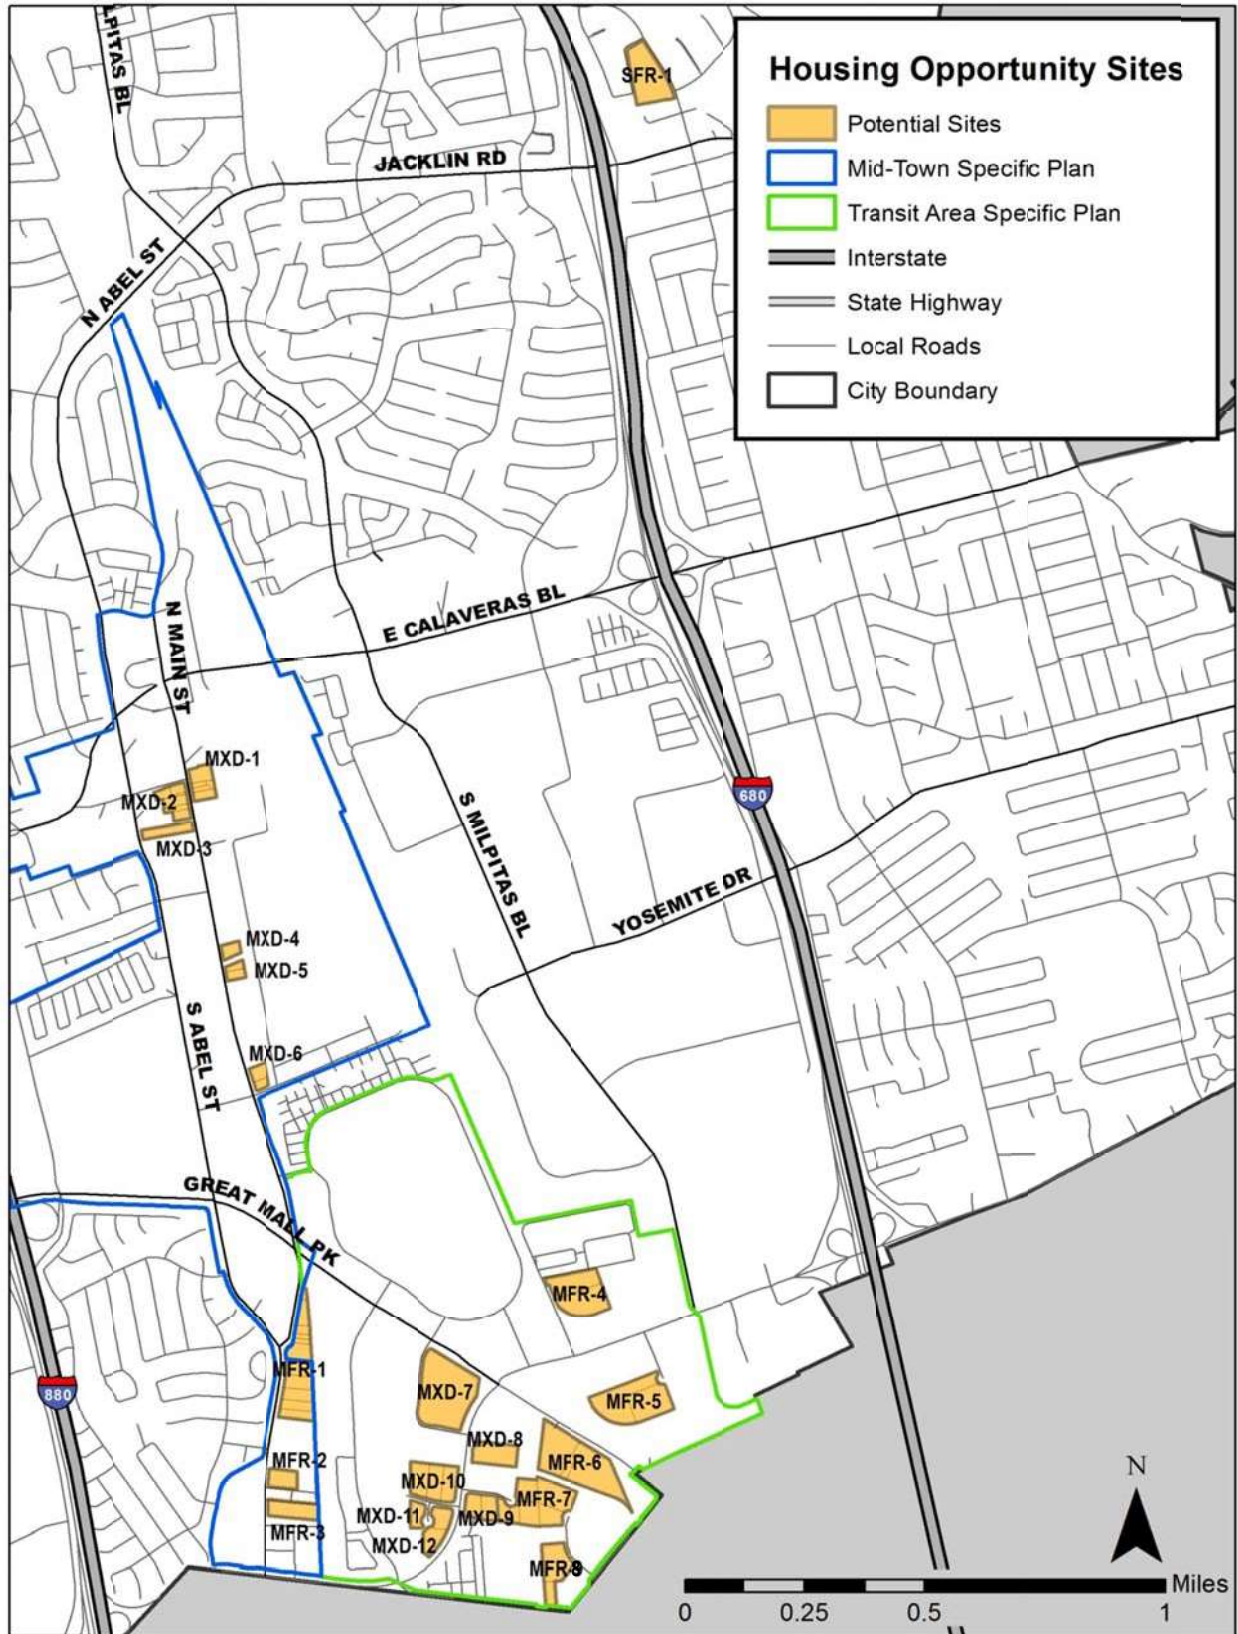 LPITAS BL
SFR-1
Housing Opportunity Sites
Potential Sites
Mid-Town Specific Plan
Transit Area Specific Plan
Interstate
State Highway
Local Roads
City Boundary
JACKLIN RD
N ABEL ST
E CALAVERAS BL
N MAIN ST
MXD-1
MXD-2
MXD-3
680
S MILPITAS BL
YOSEMITE DR
MXD-4
MXD-5
S ABEL ST
MXD-6
GREAT MALL PK
MFR-4
MFR-1
880
MXD-7
MFR-5
MXD-8
MFR-2
MFR-6
MXD-10
MFR-7
MXD-11
MXD-9
MFR-3
MXD-12
N
Miles
0
0.25
0.5
1